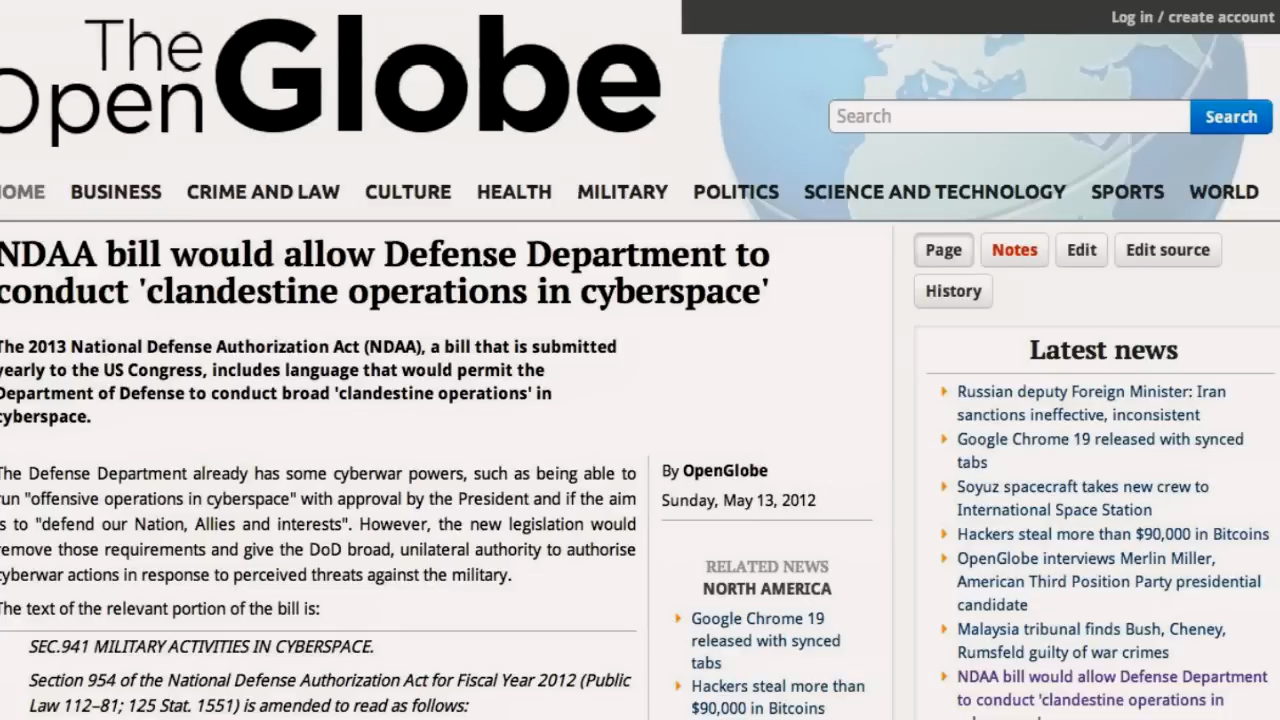 Log in / create account
The
Open Globe
Search
Search
HOME BUSINESS CRIME AND LAW CULTURE HEALTH MILITARY POLITICS SCIENCE AND TECHNOLOGY SPORTS WORLD
NDAA bill would allow Defense Department to
conduct 'clandestine operations in cyberspace'
The 2013 National Defense Authorization Act (NDAA), a bill that is submitted
yearly to the US Congress, includes language that would permit the
Department of Defense to conduct broad 'clandestine operations' in
cyberspace.
The Defense Department already has some cyberwar powers, such as being able to
run "offensive operations in cyberspace" with approval by the President and if the aim
is to "defend our Nation, Allies and interests". However, the new legislation would
remove those requirements and give the DoD broad, unilateral authority to authorise
cyberwar actions in response to perceived threats against the military.
The text of the relevant portion of the bill is:
SEC.941 MILITARY ACTIVITIES IN CYBERSPACE.
Section 954 of the National Defense Authorization Act for Fiscal Year 2012 (Public
Law 112–81; 125 Stat. 1551) is amended to read as follows:
By OpenGlobe
Sunday, May 13, 2012
RELATED NEWS
NORTH AMERICA
Google Chrome 19
released with synced
tabs
Hackers steal more than
$90,000 in Bitcoins
Page Notes Edit Edit source
History
Latest news
Russian deputy Foreign Minister: Iran
sanctions ineffective, inconsistent
Google Chrome 19 released with synced
tabs
Soyuz spacecraft takes new crew to
International Space Station
Hackers steal more than $90,000 in Bitcoins
OpenGlobe interviews Merlin Miller,
American Third Position Party presidential
candidate
Malaysia tribunal finds Bush, Cheney,
Rumsfeld guilty of war crimes
NDAA bill would allow Defense Department
to conduct 'clandestine operations in